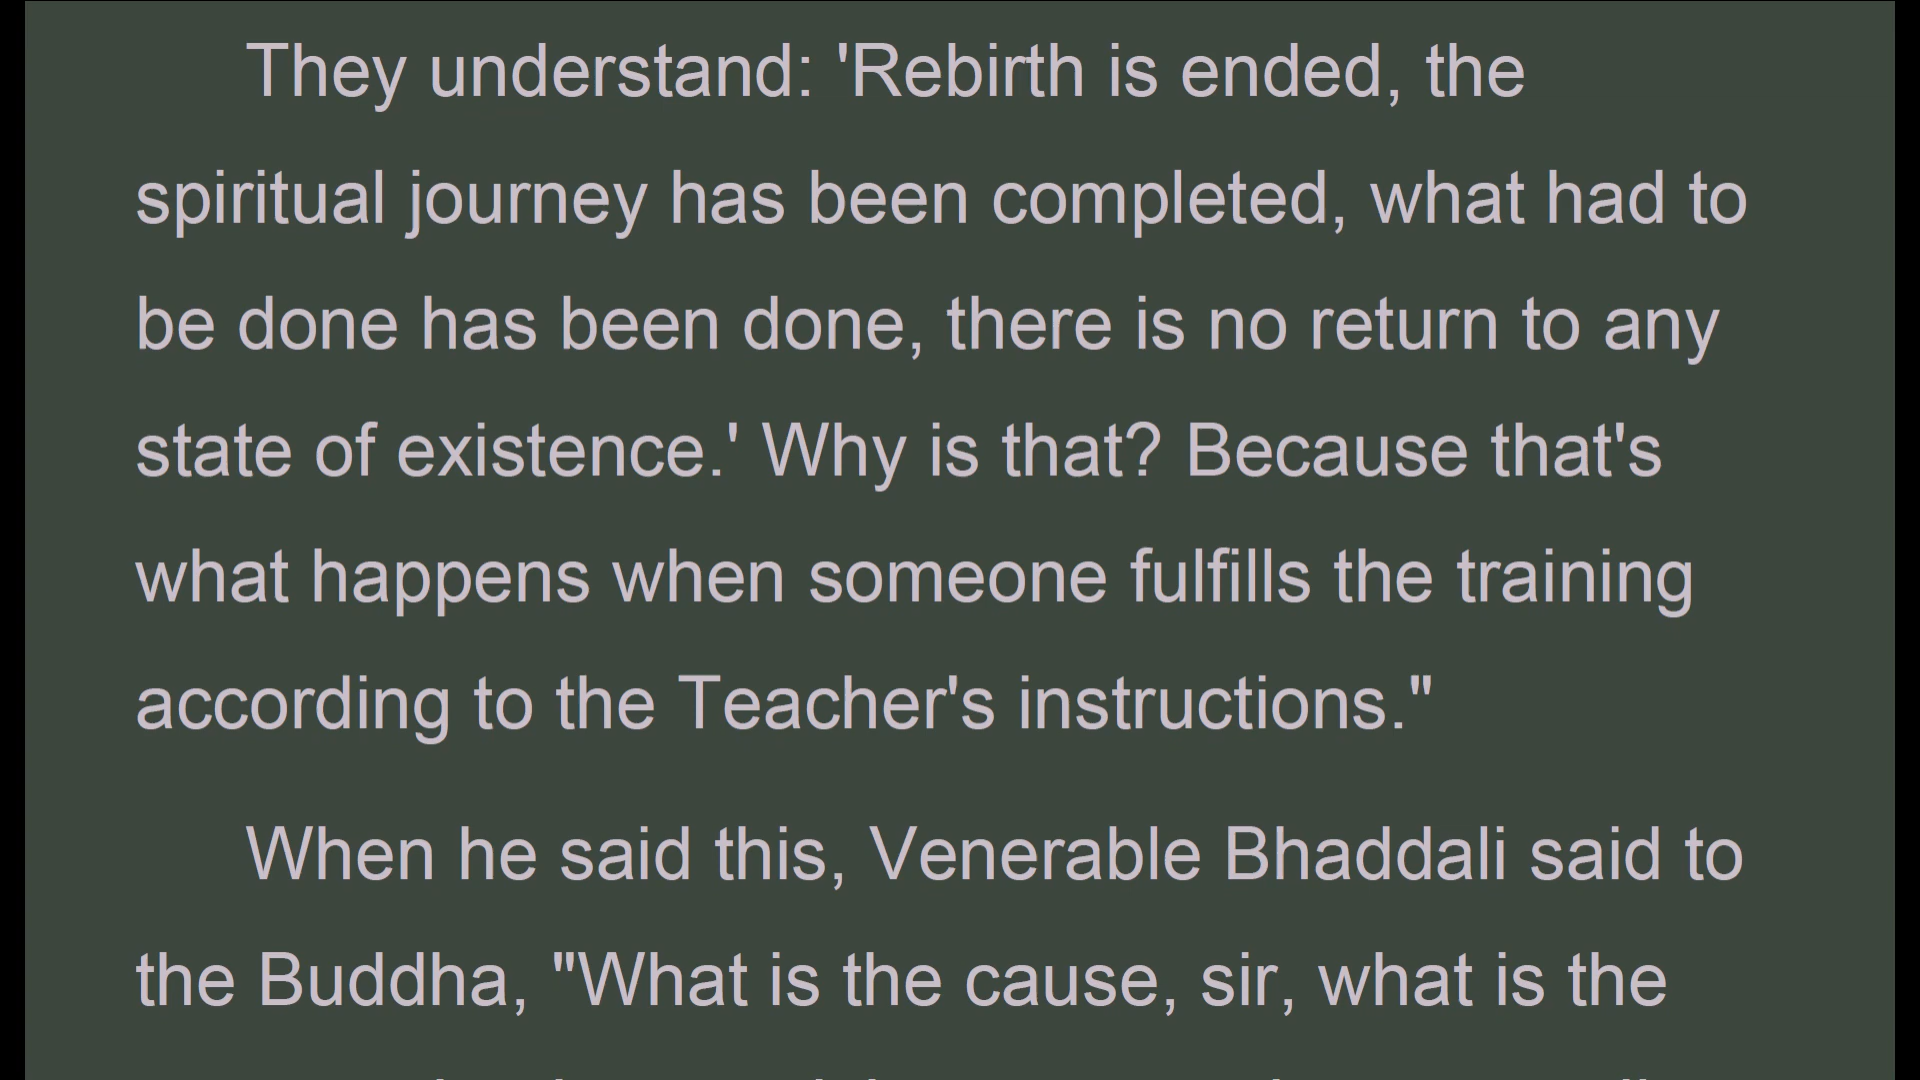 They understand: 'Rebirth is ended, the
spiritual journey has been completed, what had to
be done has been done, there is no return to any
state of existence.' Why is that? Because that's
what happens when someone fulfills the training
according to the Teacher's instructions."
When he said this, Venerable Bhaddali said to
the Buddha, "What is the cause, sir, what is the